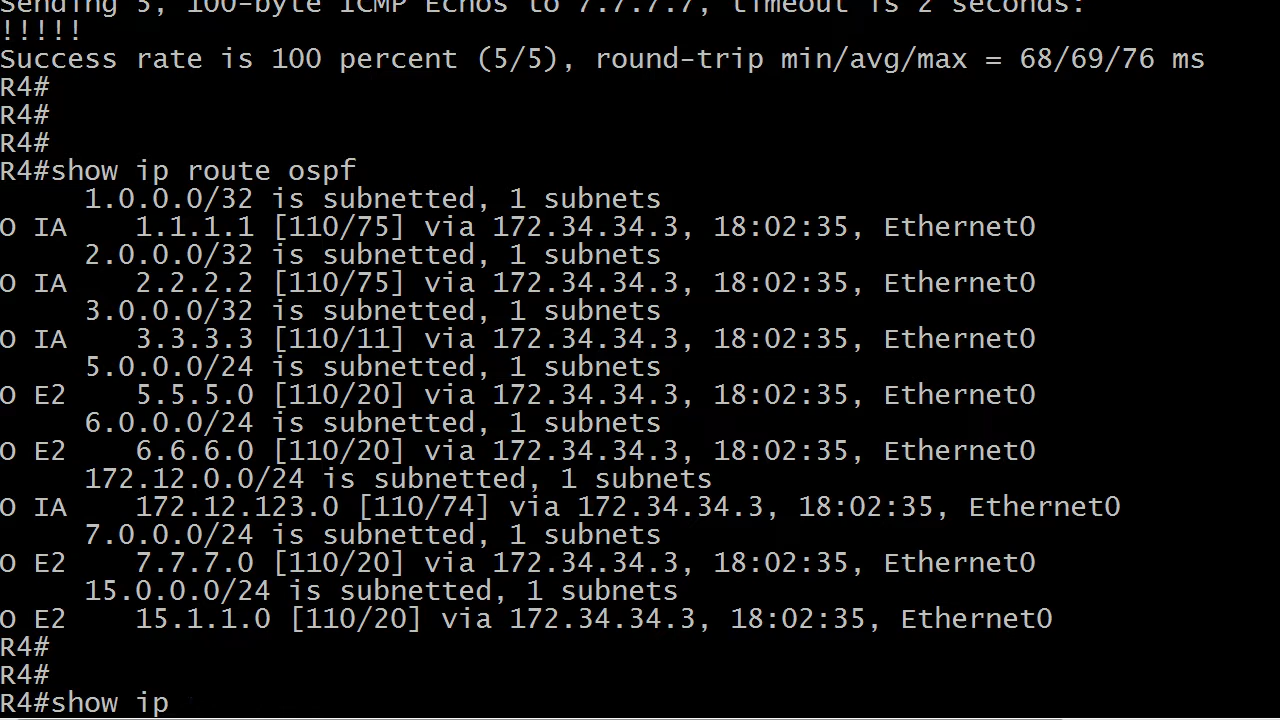 Sending 5, 100-byte ICMP Echos to 7.7.7.7, timeout is 2 seconds:
!!!!!
Success rate is 100 percent (5/5), round-trip min/avg/max = 68/69/76 ms
R4#
R4#
R4#
R4#show ip route ospf
     1.0.0.0/32 is subnetted, 1 subnets
O IA    1.1.1.1 [110/75] via 172.34.34.3, 18:02:35, Ethernet0
     2.0.0.0/32 is subnetted, 1 subnets
O IA    2.2.2.2 [110/75] via 172.34.34.3, 18:02:35, Ethernet0
     3.0.0.0/32 is subnetted, 1 subnets
O IA    3.3.3.3 [110/11] via 172.34.34.3, 18:02:35, Ethernet0
     5.0.0.0/24 is subnetted, 1 subnets
O E2    5.5.5.0 [110/20] via 172.34.34.3, 18:02:35, Ethernet0
     6.0.0.0/24 is subnetted, 1 subnets
O E2    6.6.6.0 [110/20] via 172.34.34.3, 18:02:35, Ethernet0
     172.12.0.0/24 is subnetted, 1 subnets
O IA    172.12.123.0 [110/74] via 172.34.34.3, 18:02:35, Ethernet0
     7.0.0.0/24 is subnetted, 1 subnets
O E2    7.7.7.0 [110/20] via 172.34.34.3, 18:02:35, Ethernet0
     15.0.0.0/24 is subnetted, 1 subnets
O E2    15.1.1.0 [110/20] via 172.34.34.3, 18:02:35, Ethernet0
R4#
R4#
R4#show ip